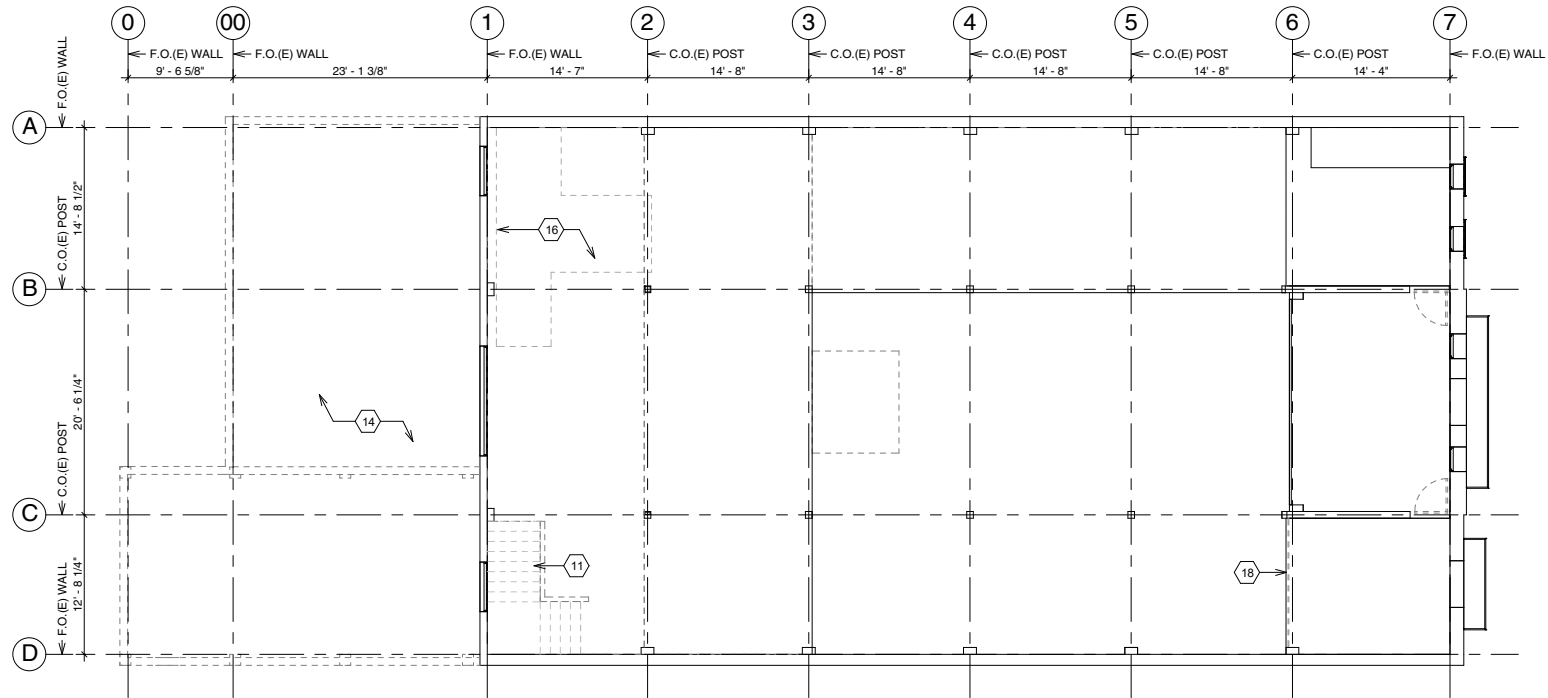 0 00 1 2 3 4 5 6 7
F.O.(E) WALL F.O.(E) WALL F.O.(E) WALL C.O.(E) POST C.O.(E) POST C.O.(E) POST C.O.(E) POST C.O.(E) POST F.O.(E) WALL
9' - 6 5/8" 23' - 1 3/8" 14' - 7" 14' - 8" 14' - 8" 14' - 8" 14' - 8" 14' - 4"
F.O.(E) WALL
A
14' - 8 1/2"
C.O.(E) POST
16
B
20' - 6 1/4"
14
C.O.(E) POST
C
12' - 8 1/4"
11
18
F.O.(E) WALL
D